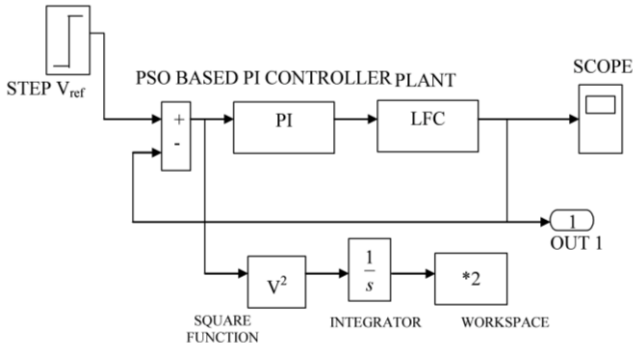 STEP Vref
PSO BASED PI CONTROLLER
PLANT
SCOPE
+
-
PI
LFC
1
OUT 1
V²
1
s
*2
SQUARE
FUNCTION
INTEGRATOR
WORKSPACE